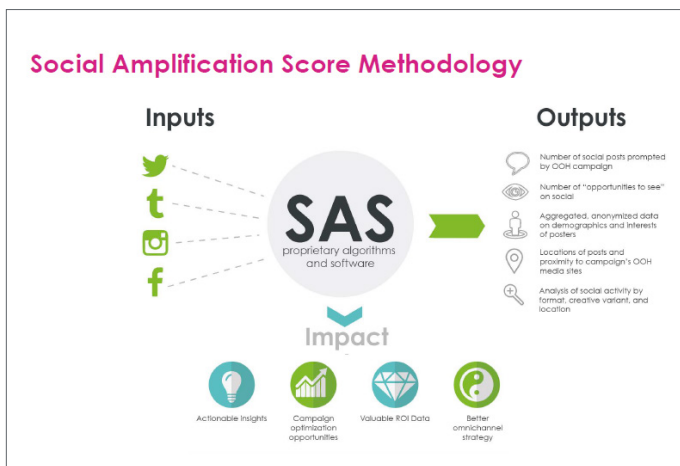 Social Amplification Score Methodology
Inputs
Outputs
SAS
proprietary algorithms
and software
Number of social posts prompted
by OOH campaign
Number of "opportunities to see"
on social
Aggregated, anonymized data
on demographics and interests
of posters
Locations of posts and
proximity to campaign's OOH
media sites
Analysis of social activity by
format, creative variant, and
location
Impact
Actionable Insights
Campaign
optimization
opportunities
Valuable ROI Data
Better
omnichannel
strategy